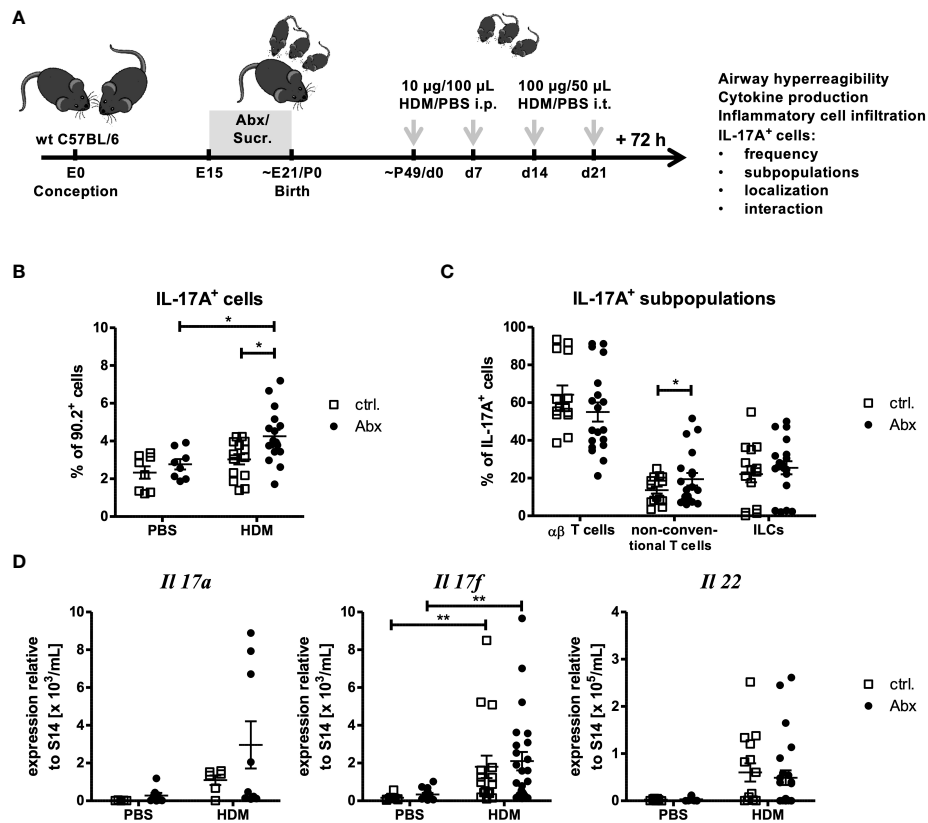 A
10 µg/100 µL
HDM/PBS i.p.
100 µg/50 µL
HDM/PBS i.t.
Abx/
Sucr.
wt C57BL/6
+ 72 h
E0
Conception
E15
~E21/P0
Birth
~P49/d0
d7
d14
d21
Airway hyperreagibility
Cytokine production
Inflammatory cell infiltration
IL-17A⁺ cells:
• frequency
• subpopulations
• localization
• interaction
B
IL-17A⁺ cells
% of 90.2⁺ cells
10
8
6
4
2
0
*
*
PBS
HDM
ctrl.
Abx
C
IL-17A⁺ subpopulations
% of IL-17A⁺ cells
100
80
60
40
20
0
*
αβ T cells
non-conven-
tional T cells
ILCs
ctrl.
Abx
D
Il 17a
expression relative
to S14 [x 10³/mL]
10
8
6
4
2
0
PBS
HDM
Il 17f
expression relative
to S14 [x 10³/mL]
10
8
6
4
2
0
**
**
PBS
HDM
Il 22
expression relative
to S14 [x 10⁵/mL]
4
3
2
1
0
PBS
HDM
ctrl.
Abx